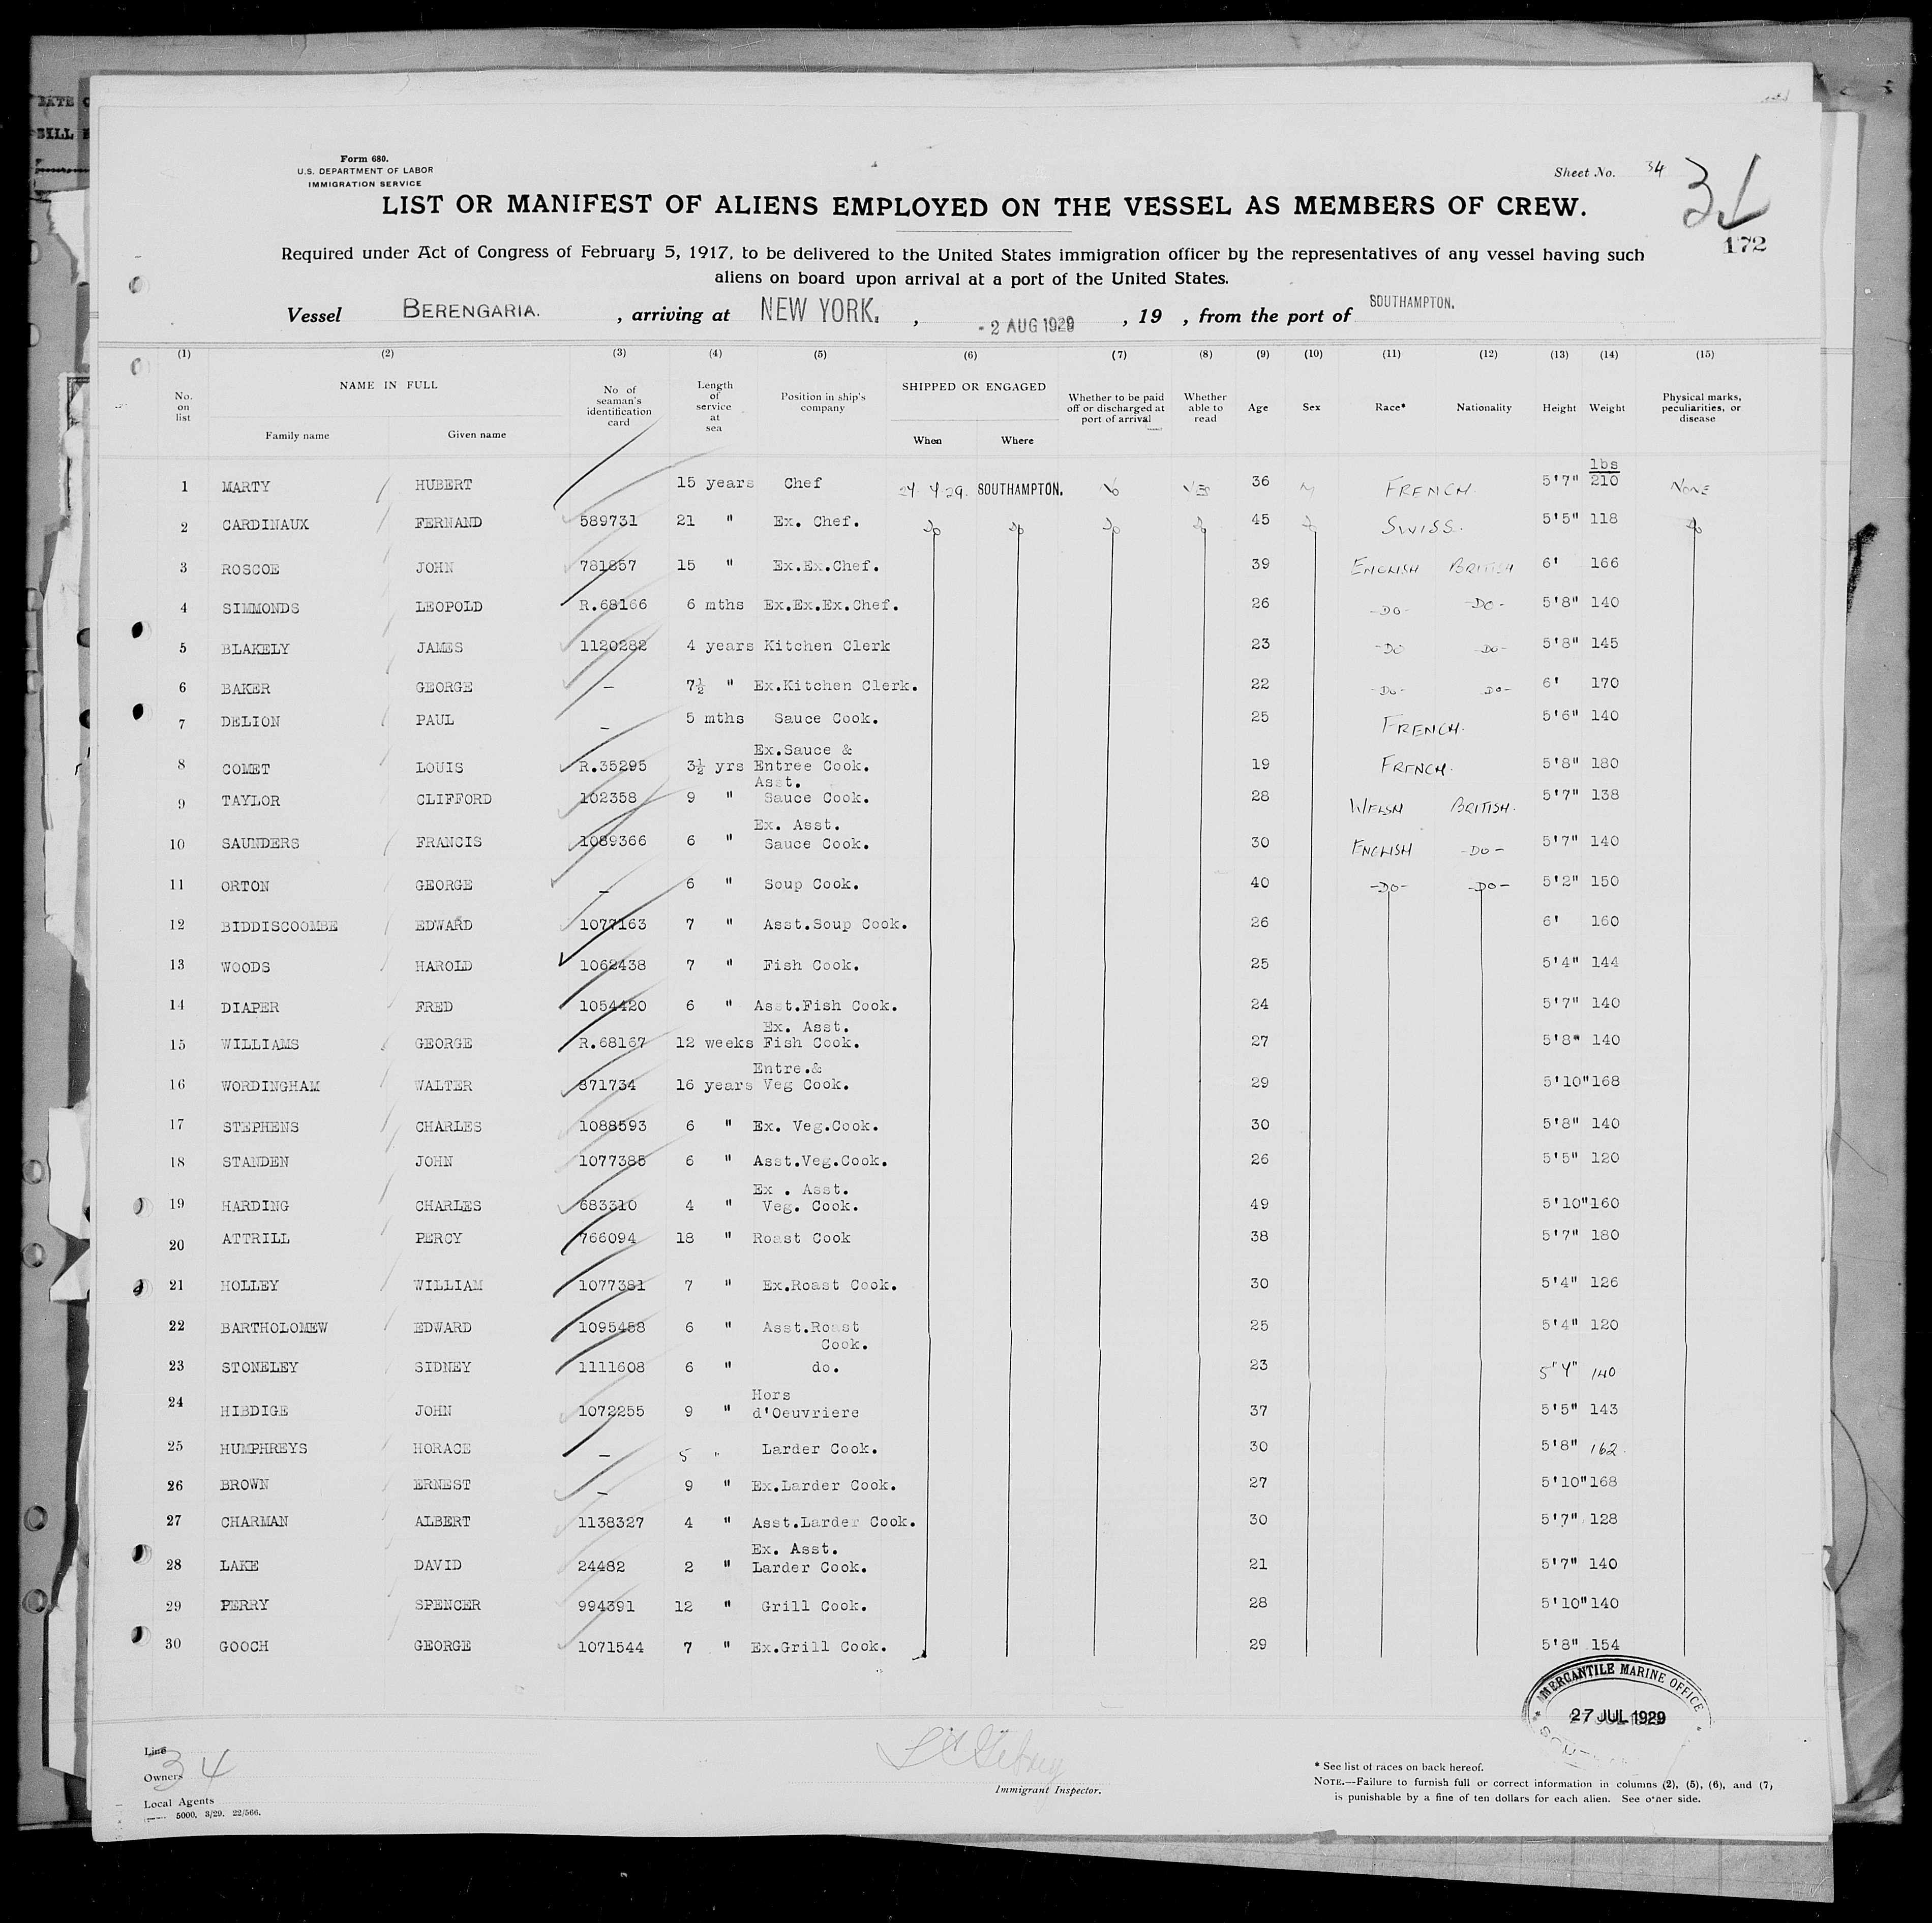 Form 680.
U.S. DEPARTMENT OF LABOR
IMMIGRATION SERVICE
Sheet No. 34
LIST OR MANIFEST OF ALIENS EMPLOYED ON THE VESSEL AS MEMBERS OF CREW.
172
Required under Act of Congress of February 5, 1917, to be delivered to the United States immigration officer by the representatives of any vessel having such
aliens on board upon arrival at a port of the United States.
Vessel BERENGARIA. , arriving at NEW YORK. , - 2 AUG 1929 , 19 , from the port of SOUTHAMPTON.
(1) (2) (3) (4) (5) (6) (7) (8) (9) (10) (11) (12) (13) (14) (15)
No. on list NAME IN FULL Family name Given name No of seaman's identification card Length of service at sea Position in ship's company SHIPPED OR ENGAGED When Where Whether to be paid off or discharged at port of arrival Whether able to read Age Sex Race* Nationality Height Weight Physical marks, peculiarities, or disease
lbs
1 MARTY HUBERT 15 years Chef SOUTHAMPTON. YES 36 M FRENCH. 5'7" 210 NONE
2 CARDINAUX FERNAND 589731 21 " Ex. Chef. Do Do Do Do 45 Do SWISS. 5'5" 118 Do
3 ROSCOE JOHN 781857 15 " Ex.Ex.Chef. 39 ENGLISH BRITISH 6' 166
4 SIMMONDS LEOPOLD R.68166 6 mths Ex.Ex.Ex.Chef. 26 -DO- -DO- 5'8" 140
5 BLAKELY JAMES 1120282 4 years Kitchen Clerk 23 -DO -DO- 5'8" 145
6 BAKER GEORGE — 7½ " Ex.Kitchen Clerk. 22 -DO- DO- 6' 170
7 DELION PAUL — 5 mths Sauce Cook. 25 FRENCH. 5'6" 140
8 COMET LOUIS R.35295 3½ yrs Ex.Sauce & Entree Cook. 19 FRENCH. 5'8" 180
9 TAYLOR CLIFFORD 102358 9 " Asst. Sauce Cook. 28 WELSH BRITISH. 5'7" 138
10 SAUNDERS FRANCIS 1089366 6 " Ex. Asst. Sauce Cook. 30 ENGLISH -DO- 5'7" 140
11 ORTON GEORGE — 6 " Soup Cook. 40 -DO- -DO- 5'2" 150
12 BIDDISCOOMBE EDWARD 1077163 7 " Asst.Soup Cook. 26 6' 160
13 WOODS HAROLD 1062438 7 " Fish Cook. 25 5'4" 144
14 DIAPER FRED 1054420 6 " Asst.Fish Cook. 24 5'7" 140
15 WILLIAMS GEORGE R.68167 12 weeks Ex. Asst. Fish Cook. 27 5'8" 140
16 WORDINGHAM WALTER 871734 16 years Entre.& Veg Cook. 29 5'10" 168
17 STEPHENS CHARLES 1088593 6 " Ex. Veg.Cook. 30 5'8" 140
18 STANDEN JOHN 1077385 6 " Asst.Veg.Cook. 26 5'5" 120
19 HARDING CHARLES 683310 4 " Ex . Asst. Veg. Cook. 49 5'10" 160
20 ATTRILL PERCY 766094 18 " Roast Cook 38 5'7" 180
21 HOLLEY WILLIAM 1077381 7 " Ex.Roast Cook. 30 5'4" 126
22 BARTHOLOMEW EDWARD 1095458 6 " Asst.Roast Cook. 25 5'4" 120
23 STONELEY SIDNEY 1111608 6 " do. 23 140
24 HIBDIGE JOHN 1072255 9 " Hors d'Oeuvriere 37 5'5" 143
25 HUMPHREYS HORACE — 5 " Larder Cook. 30 5'8" 162.
26 BROWN ERNEST — 9 " Ex.Larder Cook. 27 5'10" 168
27 CHARMAN ALBERT 1138327 4 " Asst.Larder Cook. 30 5'7" 128
28 LAKE DAVID 24482 2 " Ex. Asst. Larder Cook. 21 5'7" 140
29 PERRY SPENCER 994391 12 " Grill Cook. 28 5'10" 140
30 GOOCH GEORGE 1071544 7 " Ex.Grill Cook. 29 5'8" 154
MERCANTILE MARINE OFFICE
27 JUL 1929
Line
Owners
34
Local Agents
5000. 3/29. 22/566.
Immigrant Inspector.
* See list of races on back hereof.
NOTE.—Failure to furnish full or correct information in columns (2), (5), (6), and (7)
is punishable by a fine of ten dollars for each alien. See other side.